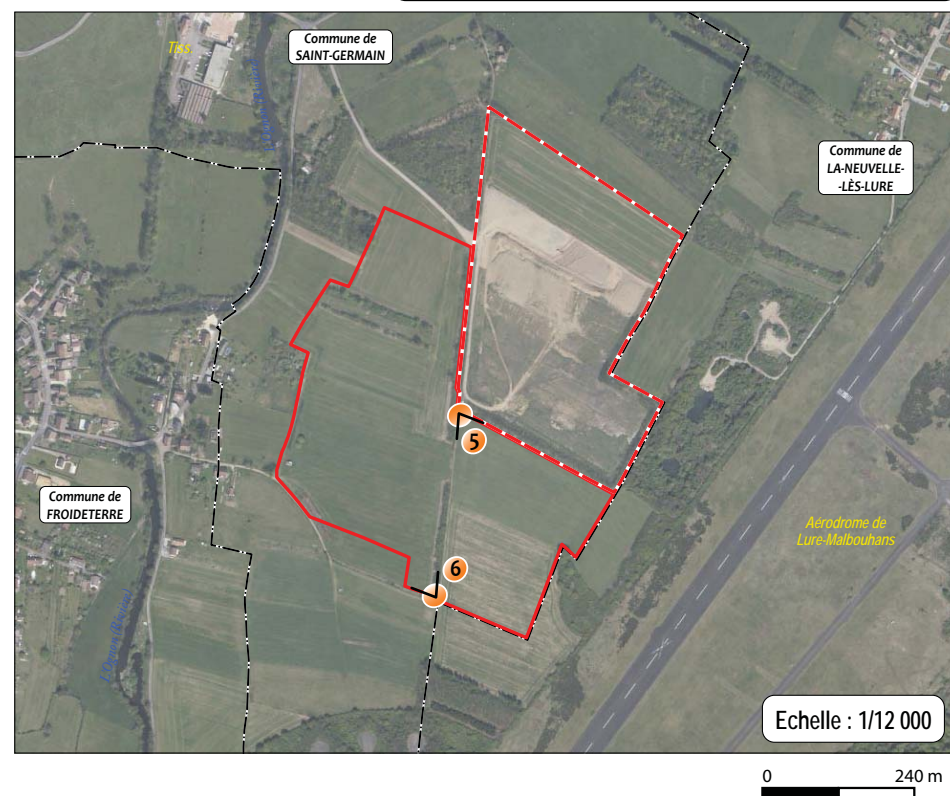 Tiss.
Commune de
SAINT-GERMAIN
Commune de
LA-NEUVELLE-
-LÈS-LURE
5
Commune de
FROIDETERRE
Aérodrome de
Lure-Malbouhans
6
Echelle : 1/12 000
0 240 m